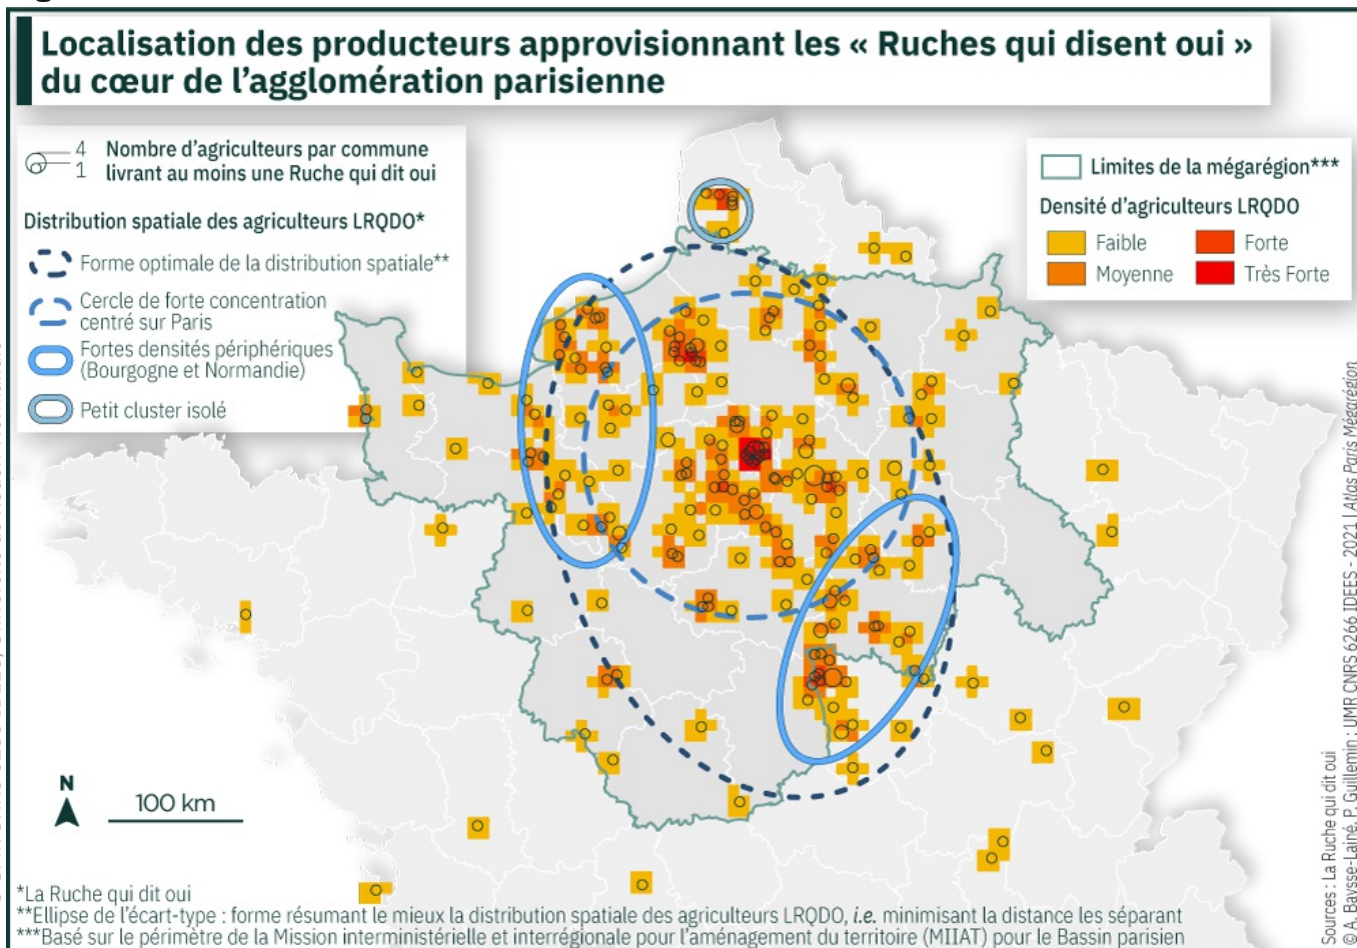 Localisation des producteurs approvisionnant les « Ruches qui disent oui »
du cœur de l'agglomération parisienne
4
1
Nombre d'agriculteurs par commune
livrant au moins une Ruche qui dit oui
Distribution spatiale des agriculteurs LRQDO*
Forme optimale de la distribution spatiale**
Cercle de forte concentration
centré sur Paris
Fortes densités périphériques
(Bourgogne et Normandie)
Petit cluster isolé
Limites de la mégarégion***
Densité d'agriculteurs LRQDO
Faible
Forte
Moyenne
Très Forte
N
100 km
*La Ruche qui dit oui
**Ellipse de l'écart-type : forme résumant le mieux la distribution spatiale des agriculteurs LRQDO, i.e. minimisant la distance les séparant
***Basé sur le périmètre de la Mission interministérielle et interrégionale pour l'aménagement du territoire (MIIAT) pour le Bassin parisien
Sources : La Ruche qui dit oui
© A. Baysse-Lainé, P. Guillemin ; UMR CNRS 6266 IDEES - 2021 | Atlas Paris Mégarégion